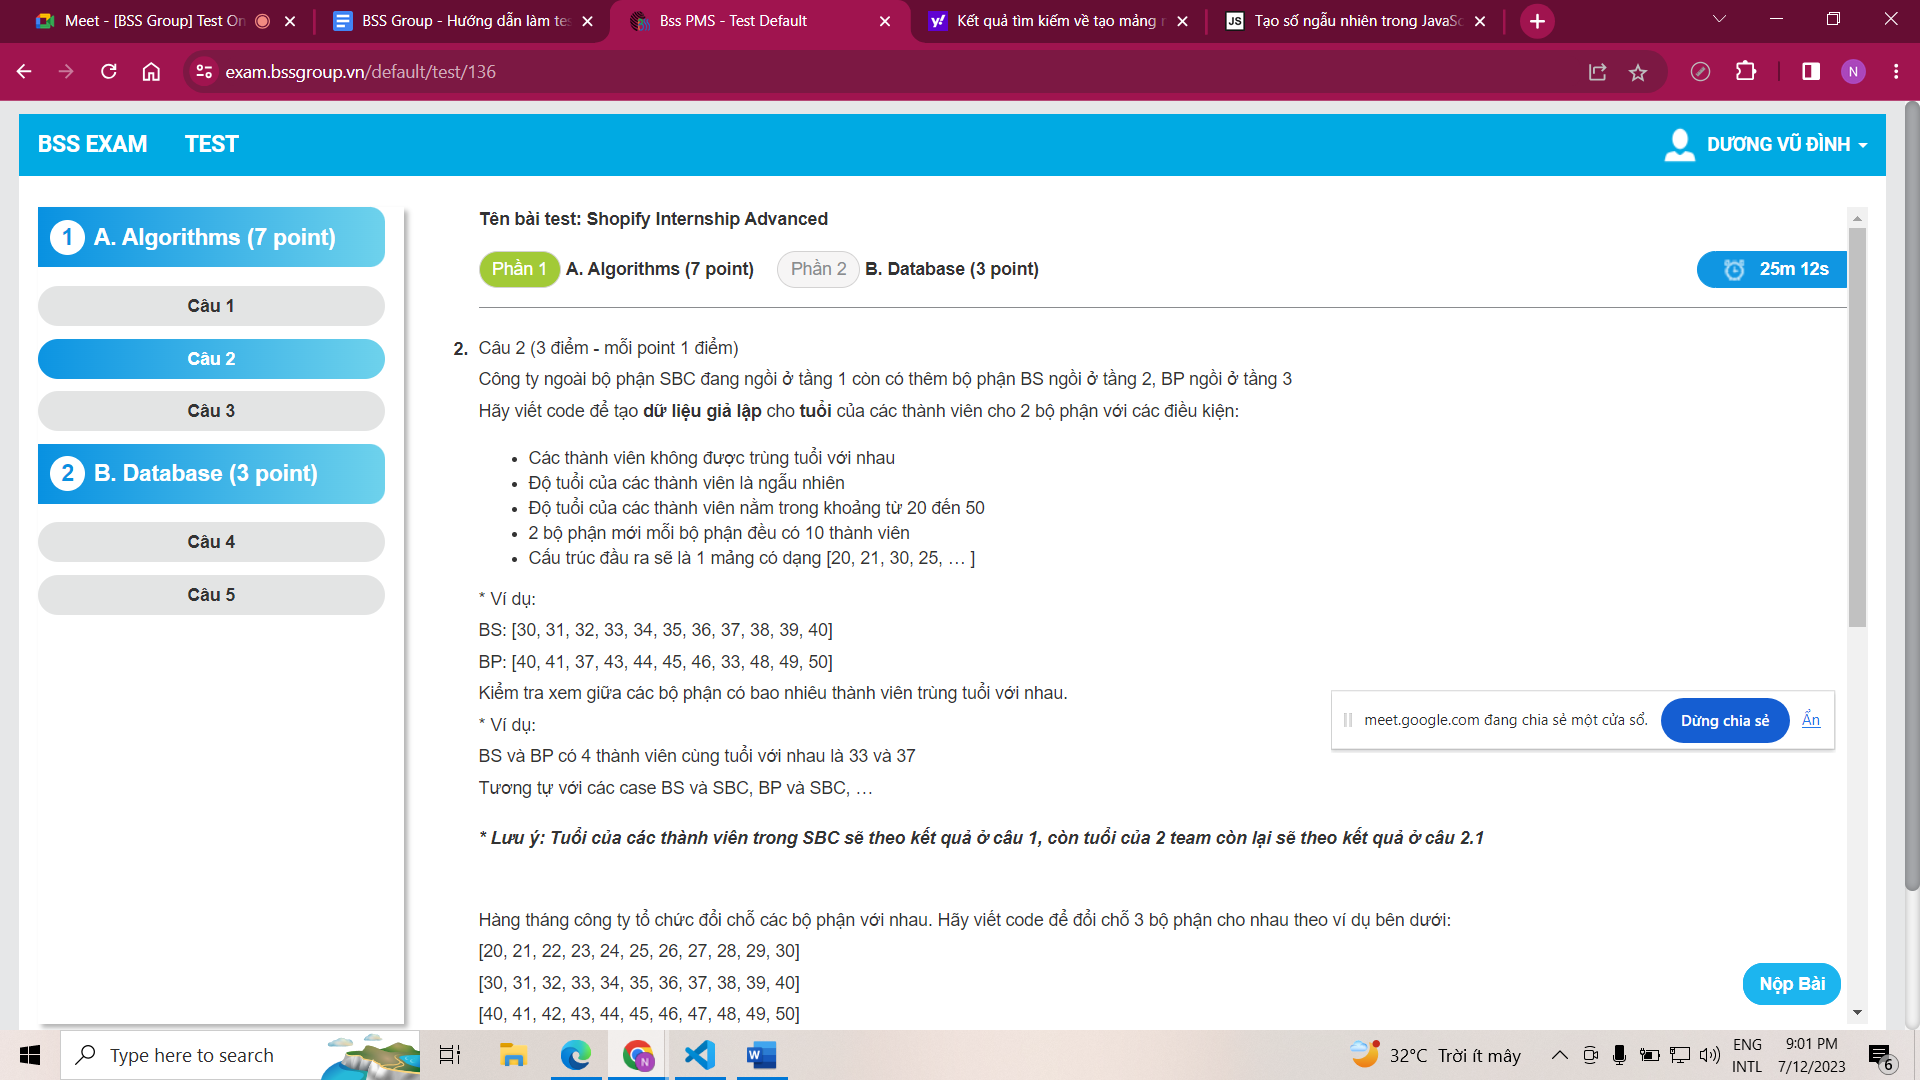 Meet - [BSS Group] Test On
BSS Group - Hướng dẫn làm tes
Bss PMS - Test Default
Kết quả tìm kiếm về tạo mảng n
Tạo số ngẫu nhiên trong JavaSc
exam.bssgroup.vn/default/test/136
N
BSS EXAM TEST
DƯƠNG VŨ ĐÌNH
1 A. Algorithms (7 point)
Câu 1
Câu 2
Câu 3
2 B. Database (3 point)
Câu 4
Câu 5
Tên bài test: Shopify Internship Advanced
Phần 1 A. Algorithms (7 point) Phần 2 B. Database (3 point)
25m 12s
2. Câu 2 (3 điểm - mỗi point 1 điểm)
Công ty ngoài bộ phận SBC đang ngồi ở tầng 1 còn có thêm bộ phận BS ngồi ở tầng 2, BP ngồi ở tầng 3
Hãy viết code để tạo dữ liệu giả lập cho tuổi của các thành viên cho 2 bộ phận với các điều kiện:
• Các thành viên không được trùng tuổi với nhau
• Độ tuổi của các thành viên là ngẫu nhiên
• Độ tuổi của các thành viên nằm trong khoảng từ 20 đến 50
• 2 bộ phận mới mỗi bộ phận đều có 10 thành viên
• Cấu trúc đầu ra sẽ là 1 mảng có dạng [20, 21, 30, 25, … ]
* Ví dụ:
BS: [30, 31, 32, 33, 34, 35, 36, 37, 38, 39, 40]
BP: [40, 41, 37, 43, 44, 45, 46, 33, 48, 49, 50]
Kiểm tra xem giữa các bộ phận có bao nhiêu thành viên trùng tuổi với nhau.
* Ví dụ:
BS và BP có 4 thành viên cùng tuổi với nhau là 33 và 37
Tương tự với các case BS và SBC, BP và SBC, …
* Lưu ý: Tuổi của các thành viên trong SBC sẽ theo kết quả ở câu 1, còn tuổi của 2 team còn lại sẽ theo kết quả ở câu 2.1
Hàng tháng công ty tổ chức đổi chỗ các bộ phận với nhau. Hãy viết code để đổi chỗ 3 bộ phận cho nhau theo ví dụ bên dưới:
[20, 21, 22, 23, 24, 25, 26, 27, 28, 29, 30]
[30, 31, 32, 33, 34, 35, 36, 37, 38, 39, 40]
[40, 41, 42, 43, 44, 45, 46, 47, 48, 49, 50]
meet.google.com đang chia sẻ một cửa sổ. Dừng chia sẻ Ẩn
Nộp Bài
Type here to search
32°C Trời ít mây
ENG
INTL
9:01 PM
7/12/2023
6